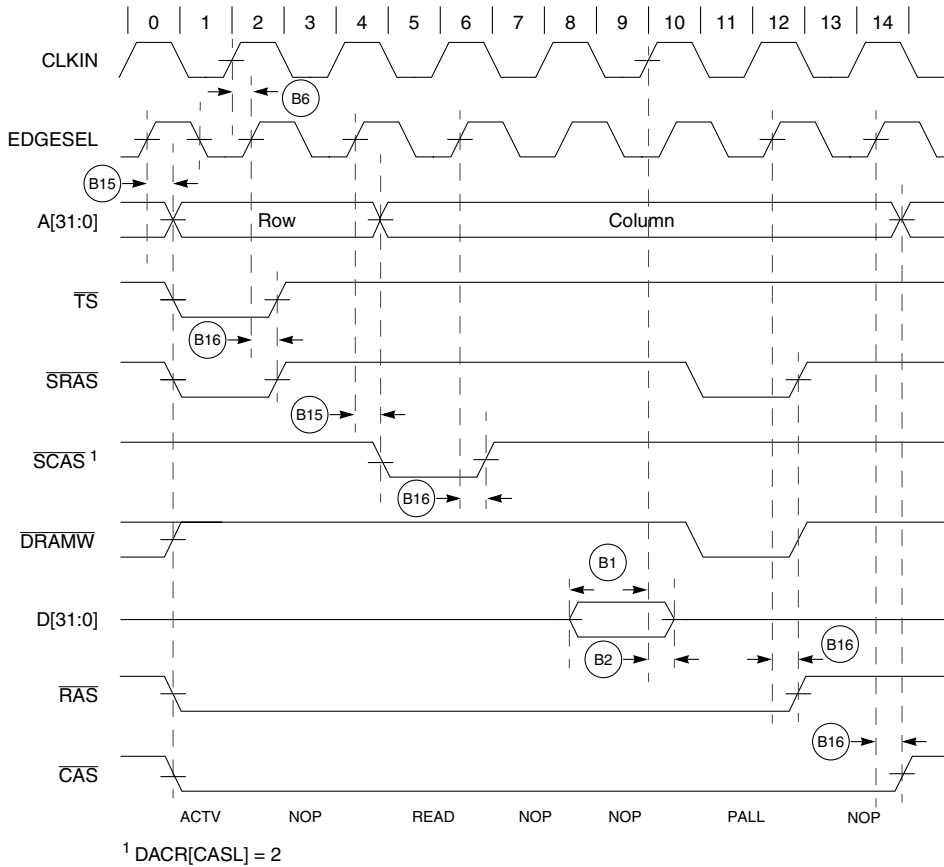 0 1 2 3 4 5 6 7 8 9 10 11 12 13 14
CLKIN
B6
EDGESEL
B15
A[31:0] Row Column
TS
B16
SRAS
B15
SCAS 1
B16
DRAMW
B1
D[31:0]
B2 B16
RAS
B16
CAS
ACTV NOP READ NOP NOP PALL NOP
1 DACR[CASL] = 2